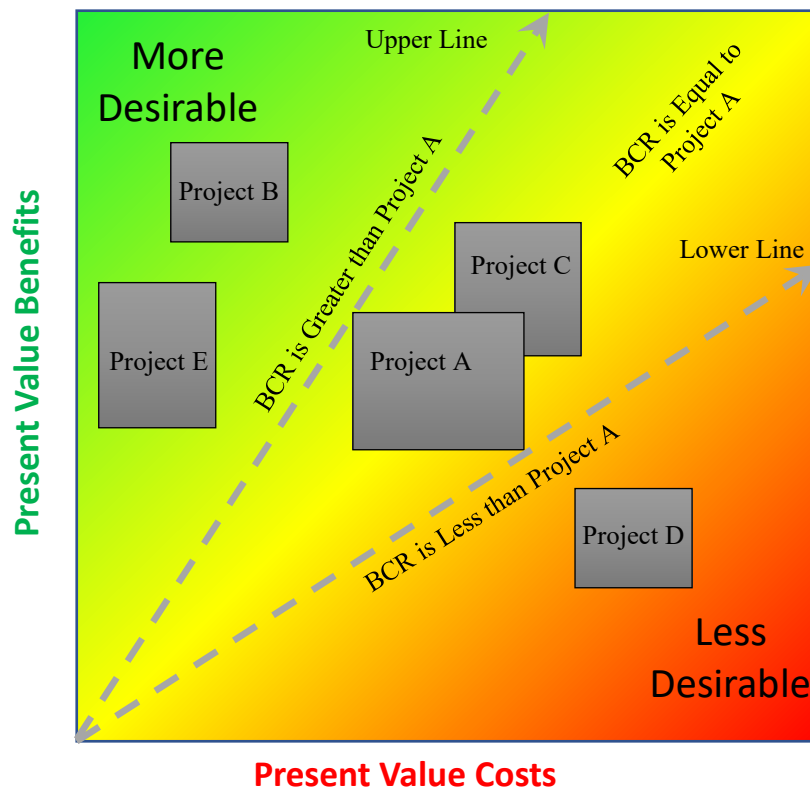 More
Desirable
Upper Line
BCR is Equal to
Project A
Project B
BCR is Greater than Project A
Lower Line
Project C
Project E
Project A
BCR is Less than Project A
Project D
Less
Desirable
Present Value Benefits
Present Value Costs